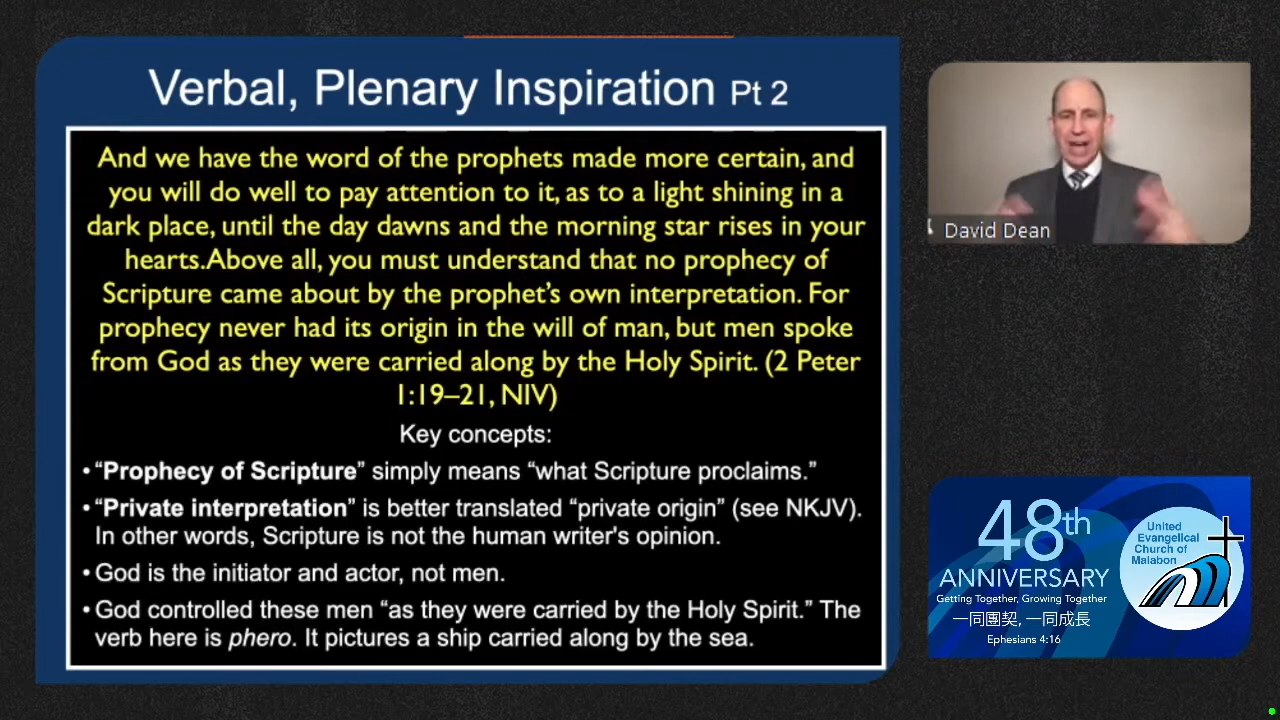 Verbal, Plenary Inspiration Pt 2
And we have the word of the prophets made more certain, and
you will do well to pay attention to it, as to a light shining in a
dark place, until the day dawns and the morning star rises in your
hearts.Above all, you must understand that no prophecy of
Scripture came about by the prophet's own interpretation. For
prophecy never had its origin in the will of man, but men spoke
from God as they were carried along by the Holy Spirit. (2 Peter
1:19–21, NIV)
Key concepts:
• “Prophecy of Scripture” simply means “what Scripture proclaims.”
• “Private interpretation” is better translated “private origin” (see NKJV).
In other words, Scripture is not the human writer's opinion.
• God is the initiator and actor, not men.
• God controlled these men “as they were carried by the Holy Spirit.” The
verb here is phero. It pictures a ship carried along by the sea.
David Dean
48th
ANNIVERSARY
Getting Together, Growing Together
一同團契, 一同成長
Ephesians 4:16
United
Evangelical
Church of
Malabon